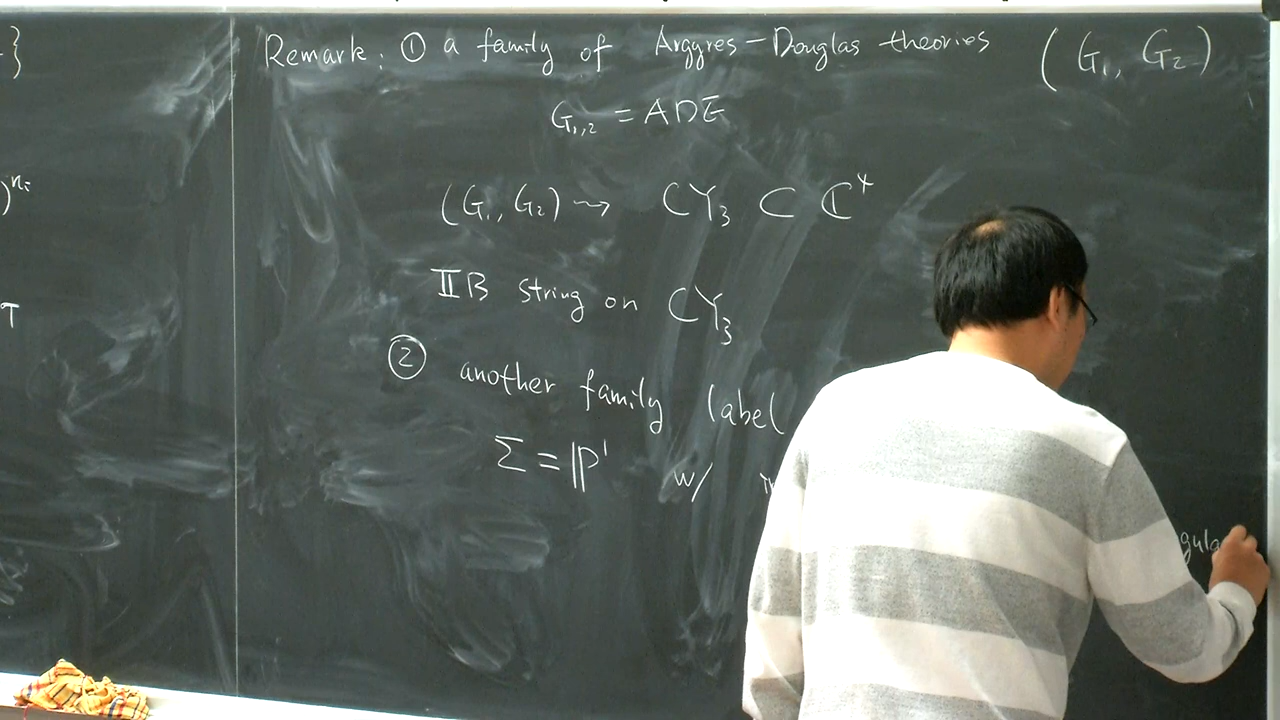 }
)ⁿⁱ
T
Remark: ① a family of Argyres-Douglas theories (G₁, G₂)
G₁,₂ = ADE
(G₁, G₂) ⇝ CY₃ ⊂ ℂ⁴
ⅡB string on CY₃
② another family label
Σ = ℙ¹ w/